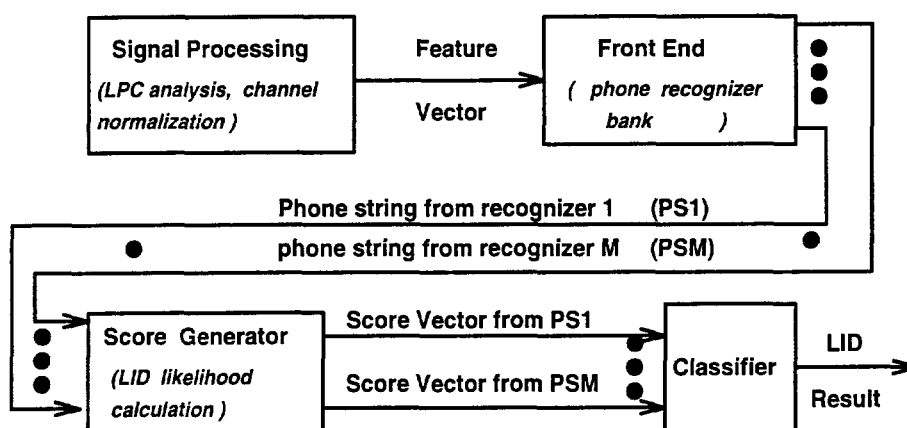 Signal Processing
(LPC analysis, channel
normalization )
Feature
Vector
Front End
( phone recognizer
bank )
Phone string from recognizer 1 (PS1)
phone string from recognizer M (PSM)
Score Generator
(LID likelihood
calculation )
Score Vector from PS1
Score Vector from PSM
Classifier
LID
Result